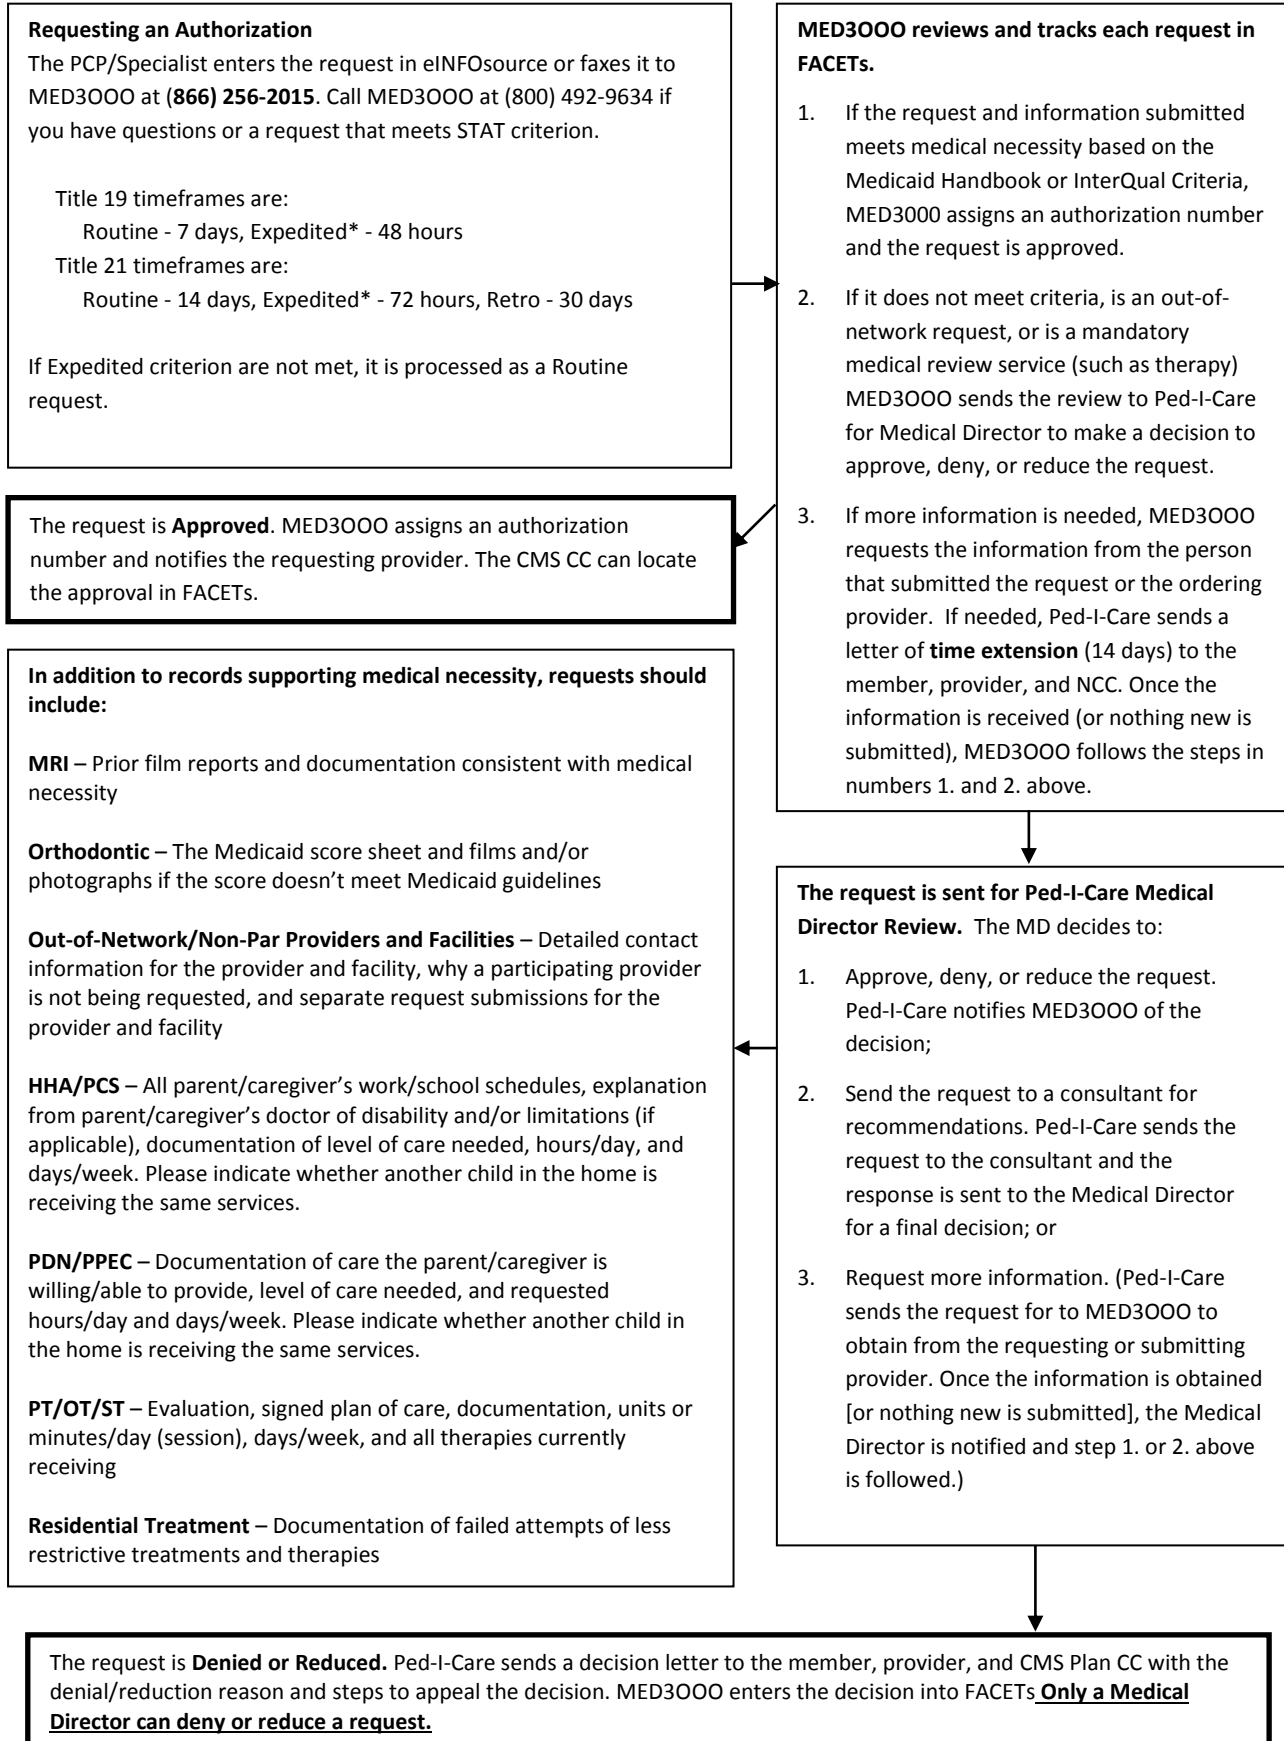 Requesting an Authorization
The PCP/Specialist enters the request in eINFOsource or faxes it to
MED3OOO at (866) 256-2015. Call MED3OOO at (800) 492-9634 if
you have questions or a request that meets STAT criterion.
Title 19 timeframes are:
Routine - 7 days, Expedited* - 48 hours
Title 21 timeframes are:
Routine - 14 days, Expedited* - 72 hours, Retro - 30 days
If Expedited criterion are not met, it is processed as a Routine
request.
MED3OOO reviews and tracks each request in
FACETs.
1. If the request and information submitted
meets medical necessity based on the
Medicaid Handbook or InterQual Criteria,
MED3000 assigns an authorization number
and the request is approved.
2. If it does not meet criteria, is an out-of-
network request, or is a mandatory
medical review service (such as therapy)
MED3OOO sends the review to Ped-I-Care
for Medical Director to make a decision to
approve, deny, or reduce the request.
3. If more information is needed, MED3OOO
requests the information from the person
that submitted the request or the ordering
provider. If needed, Ped-I-Care sends a
letter of time extension (14 days) to the
member, provider, and NCC. Once the
information is received (or nothing new is
submitted), MED3OOO follows the steps in
numbers 1. and 2. above.
The request is Approved. MED3OOO assigns an authorization
number and notifies the requesting provider. The CMS CC can locate
the approval in FACETs.
In addition to records supporting medical necessity, requests should
include:
MRI – Prior film reports and documentation consistent with medical
necessity
Orthodontic – The Medicaid score sheet and films and/or
photographs if the score doesn't meet Medicaid guidelines
Out-of-Network/Non-Par Providers and Facilities – Detailed contact
information for the provider and facility, why a participating provider
is not being requested, and separate request submissions for the
provider and facility
HHA/PCS – All parent/caregiver's work/school schedules, explanation
from parent/caregiver's doctor of disability and/or limitations (if
applicable), documentation of level of care needed, hours/day, and
days/week. Please indicate whether another child in the home is
receiving the same services.
PDN/PPEC – Documentation of care the parent/caregiver is
willing/able to provide, level of care needed, and requested
hours/day and days/week. Please indicate whether another child in
the home is receiving the same services.
PT/OT/ST – Evaluation, signed plan of care, documentation, units or
minutes/day (session), days/week, and all therapies currently
receiving
Residential Treatment – Documentation of failed attempts of less
restrictive treatments and therapies
The request is sent for Ped-I-Care Medical
Director Review. The MD decides to:
1. Approve, deny, or reduce the request.
Ped-I-Care notifies MED3OOO of the
decision;
2. Send the request to a consultant for
recommendations. Ped-I-Care sends the
request to the consultant and the
response is sent to the Medical Director
for a final decision; or
3. Request more information. (Ped-I-Care
sends the request for to MED3OOO to
obtain from the requesting or submitting
provider. Once the information is obtained
[or nothing new is submitted], the Medical
Director is notified and step 1. or 2. above
is followed.)
The request is Denied or Reduced. Ped-I-Care sends a decision letter to the member, provider, and CMS Plan CC with the
denial/reduction reason and steps to appeal the decision. MED3OOO enters the decision into FACETs Only a Medical
Director can deny or reduce a request.